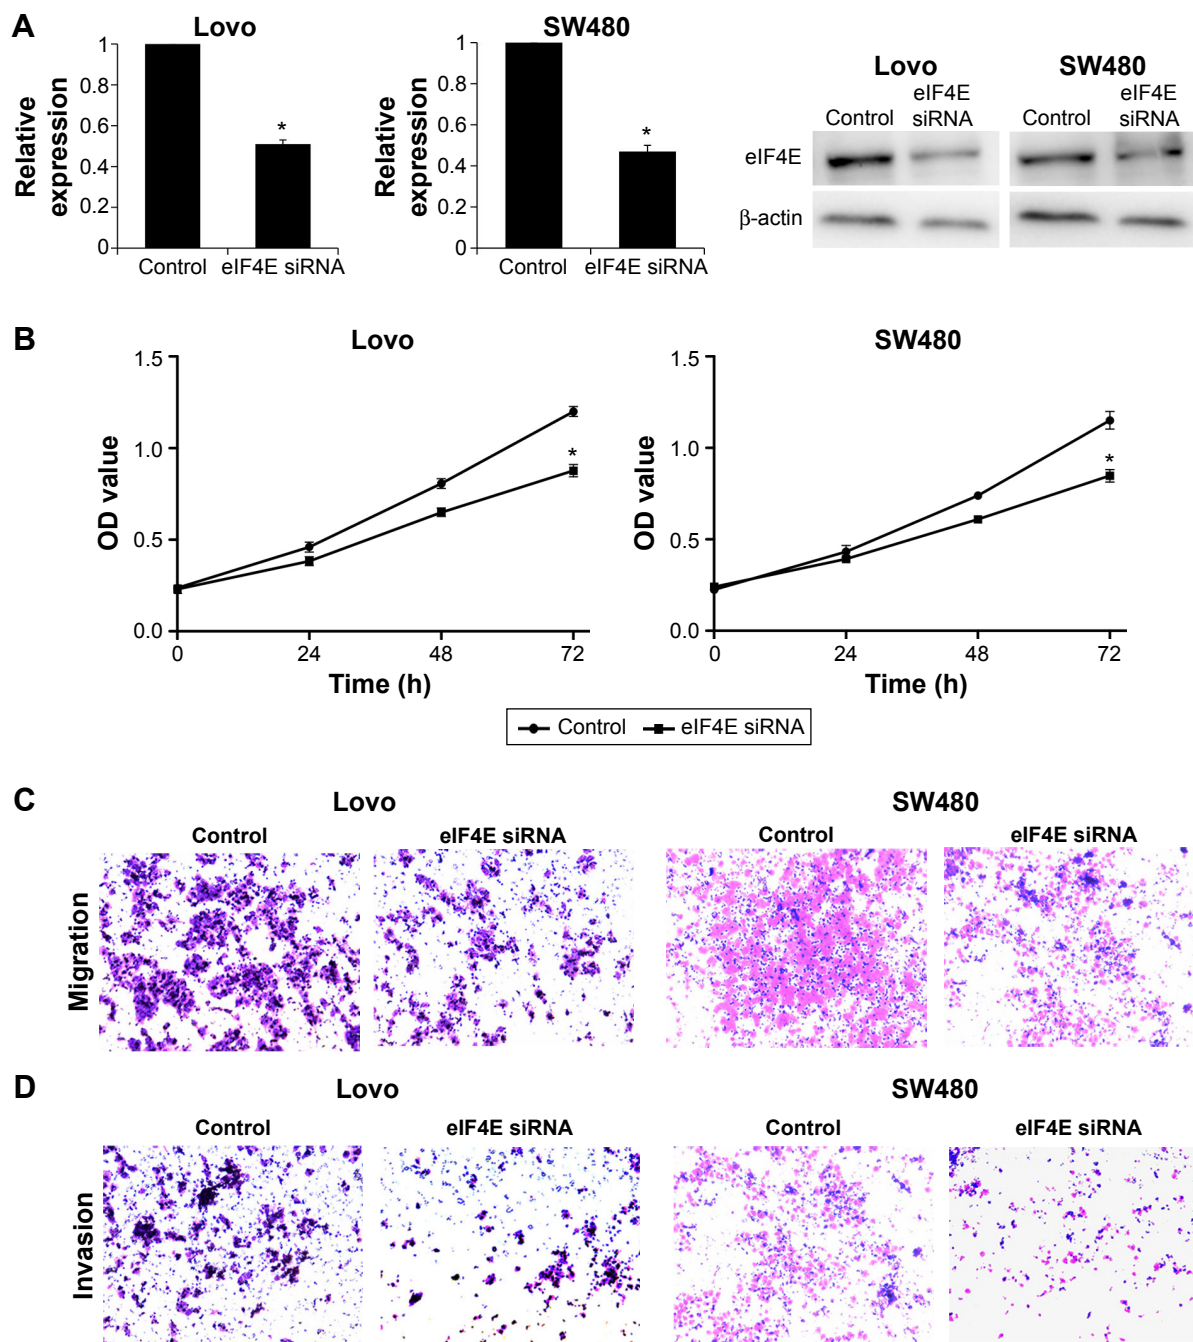 A
Lovo
SW480
Relative
expression
1
0.8
0.6
0.4
0.2
0
*
Control
eIF4E siRNA
Relative
expression
1
0.8
0.6
0.4
0.2
0
*
Control
eIF4E siRNA
Lovo
SW480
Control
eIF4E
siRNA
Control
eIF4E
siRNA
eIF4E
β-actin
B
Lovo
SW480
OD value
1.5
1.0
0.5
0.0
*
0
24
48
72
Time (h)
OD value
1.5
1.0
0.5
0.0
*
0
24
48
72
Time (h)
Control
eIF4E siRNA
C
Lovo
SW480
Control
eIF4E siRNA
Control
eIF4E siRNA
Migration
D
Lovo
SW480
Control
eIF4E siRNA
Control
eIF4E siRNA
Invasion